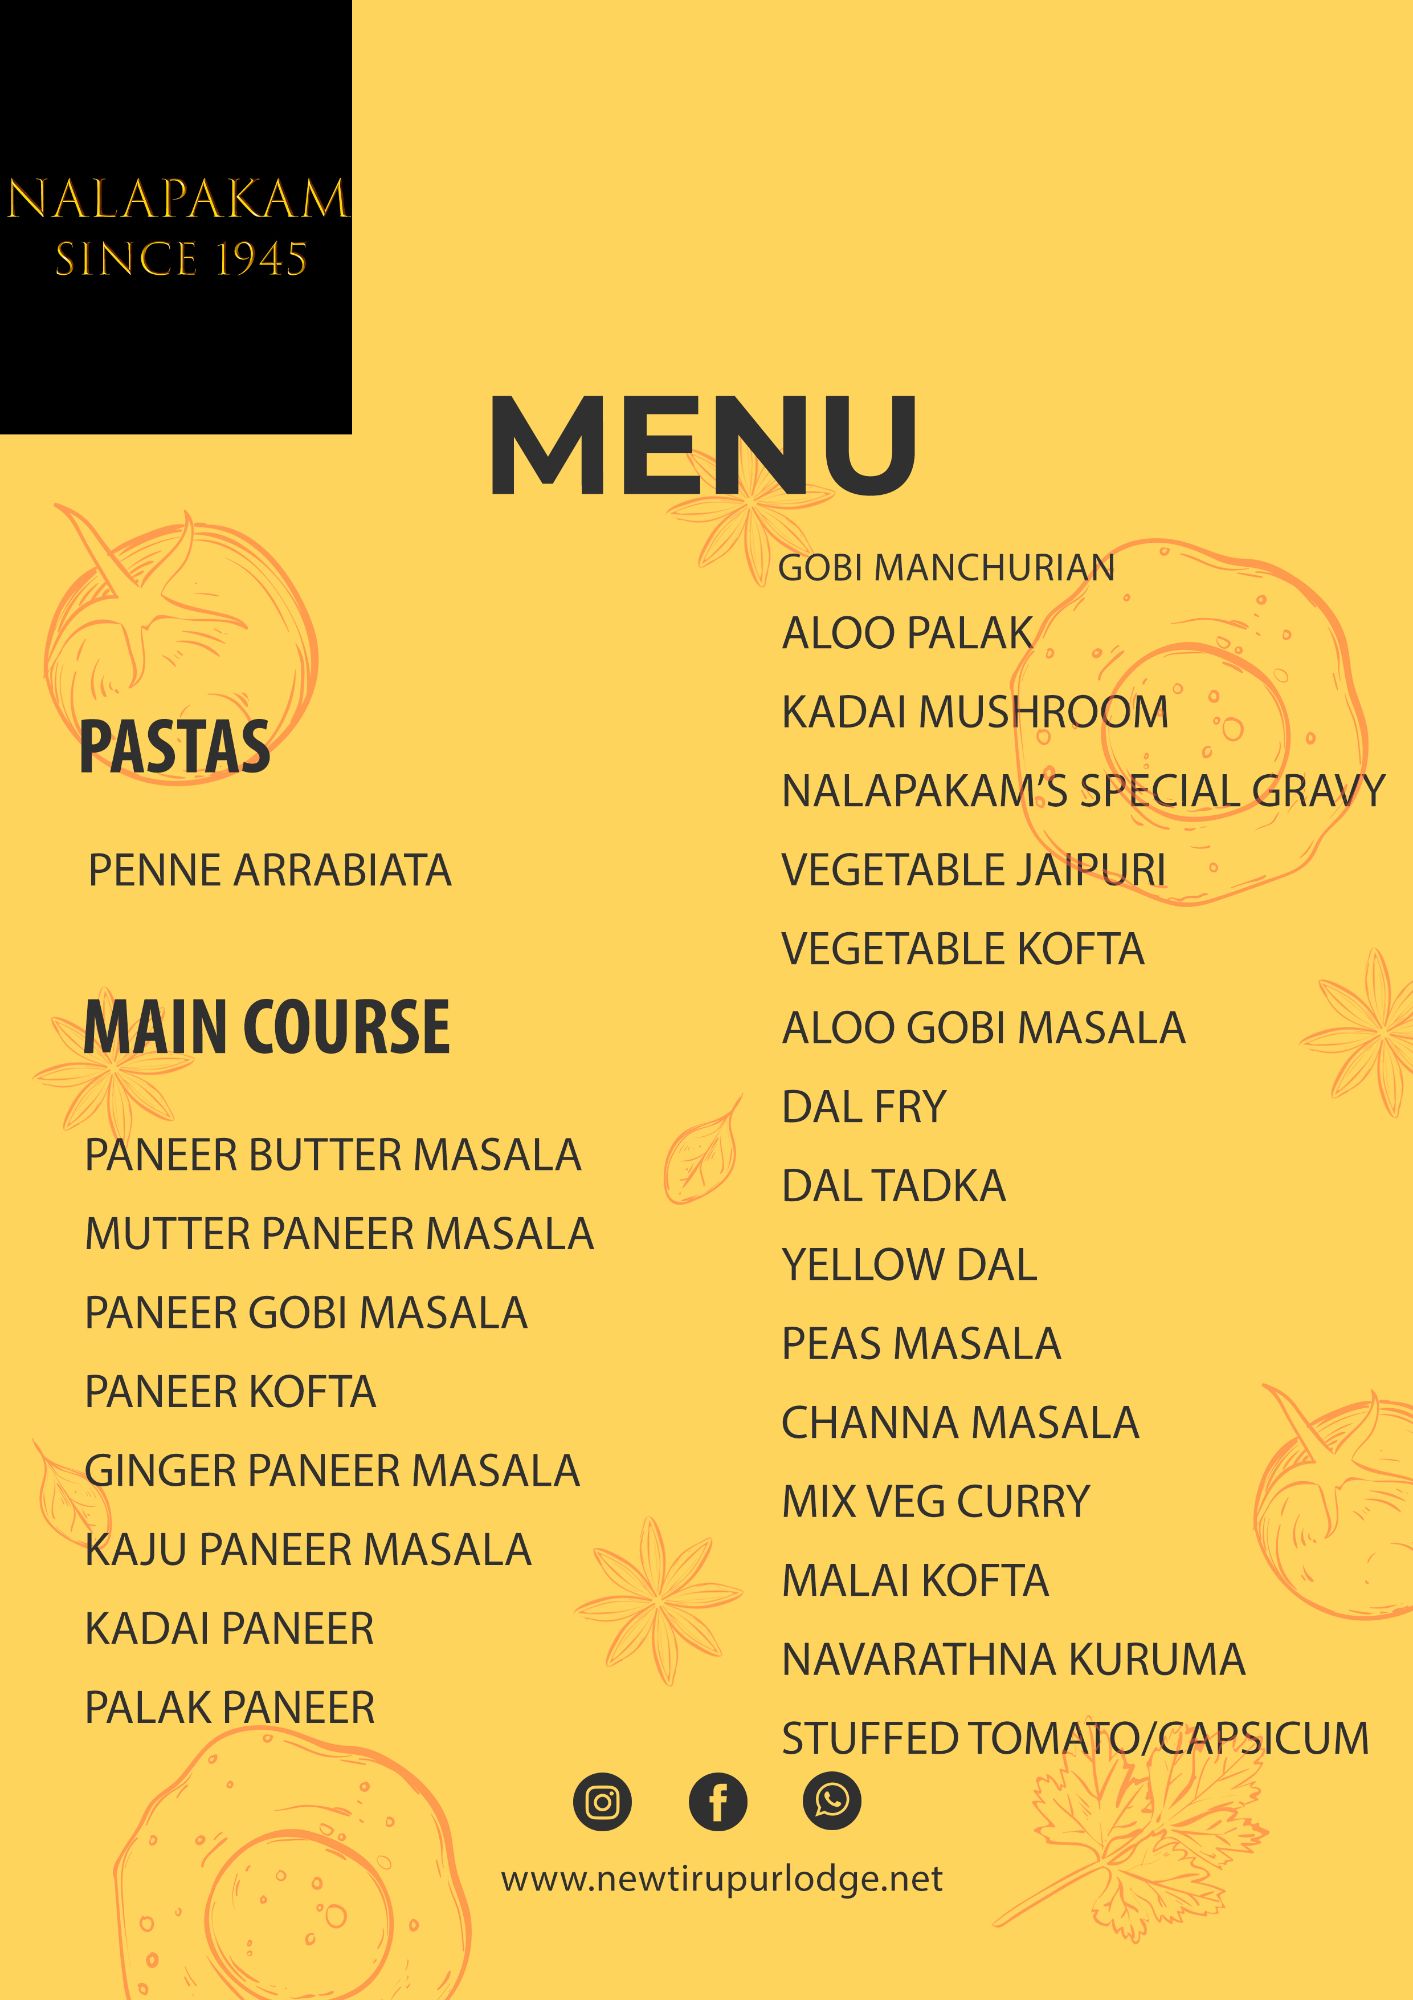 NALAPAKAM
SINCE 1945
MENU
PASTAS
PENNE ARRABIATA
MAIN COURSE
PANEER BUTTER MASALA
MUTTER PANEER MASALA
PANEER GOBI MASALA
PANEER KOFTA
GINGER PANEER MASALA
KAJU PANEER MASALA
KADAI PANEER
PALAK PANEER
GOBI MANCHURIAN
ALOO PALAK
KADAI MUSHROOM
NALAPAKAM’S SPECIAL GRAVY
VEGETABLE JAIPURI
VEGETABLE KOFTA
ALOO GOBI MASALA
DAL FRY
DAL TADKA
YELLOW DAL
PEAS MASALA
CHANNA MASALA
MIX VEG CURRY
MALAI KOFTA
NAVARATHNA KURUMA
STUFFED TOMATO/CAPSICUM
www.newtirupurlodge.net